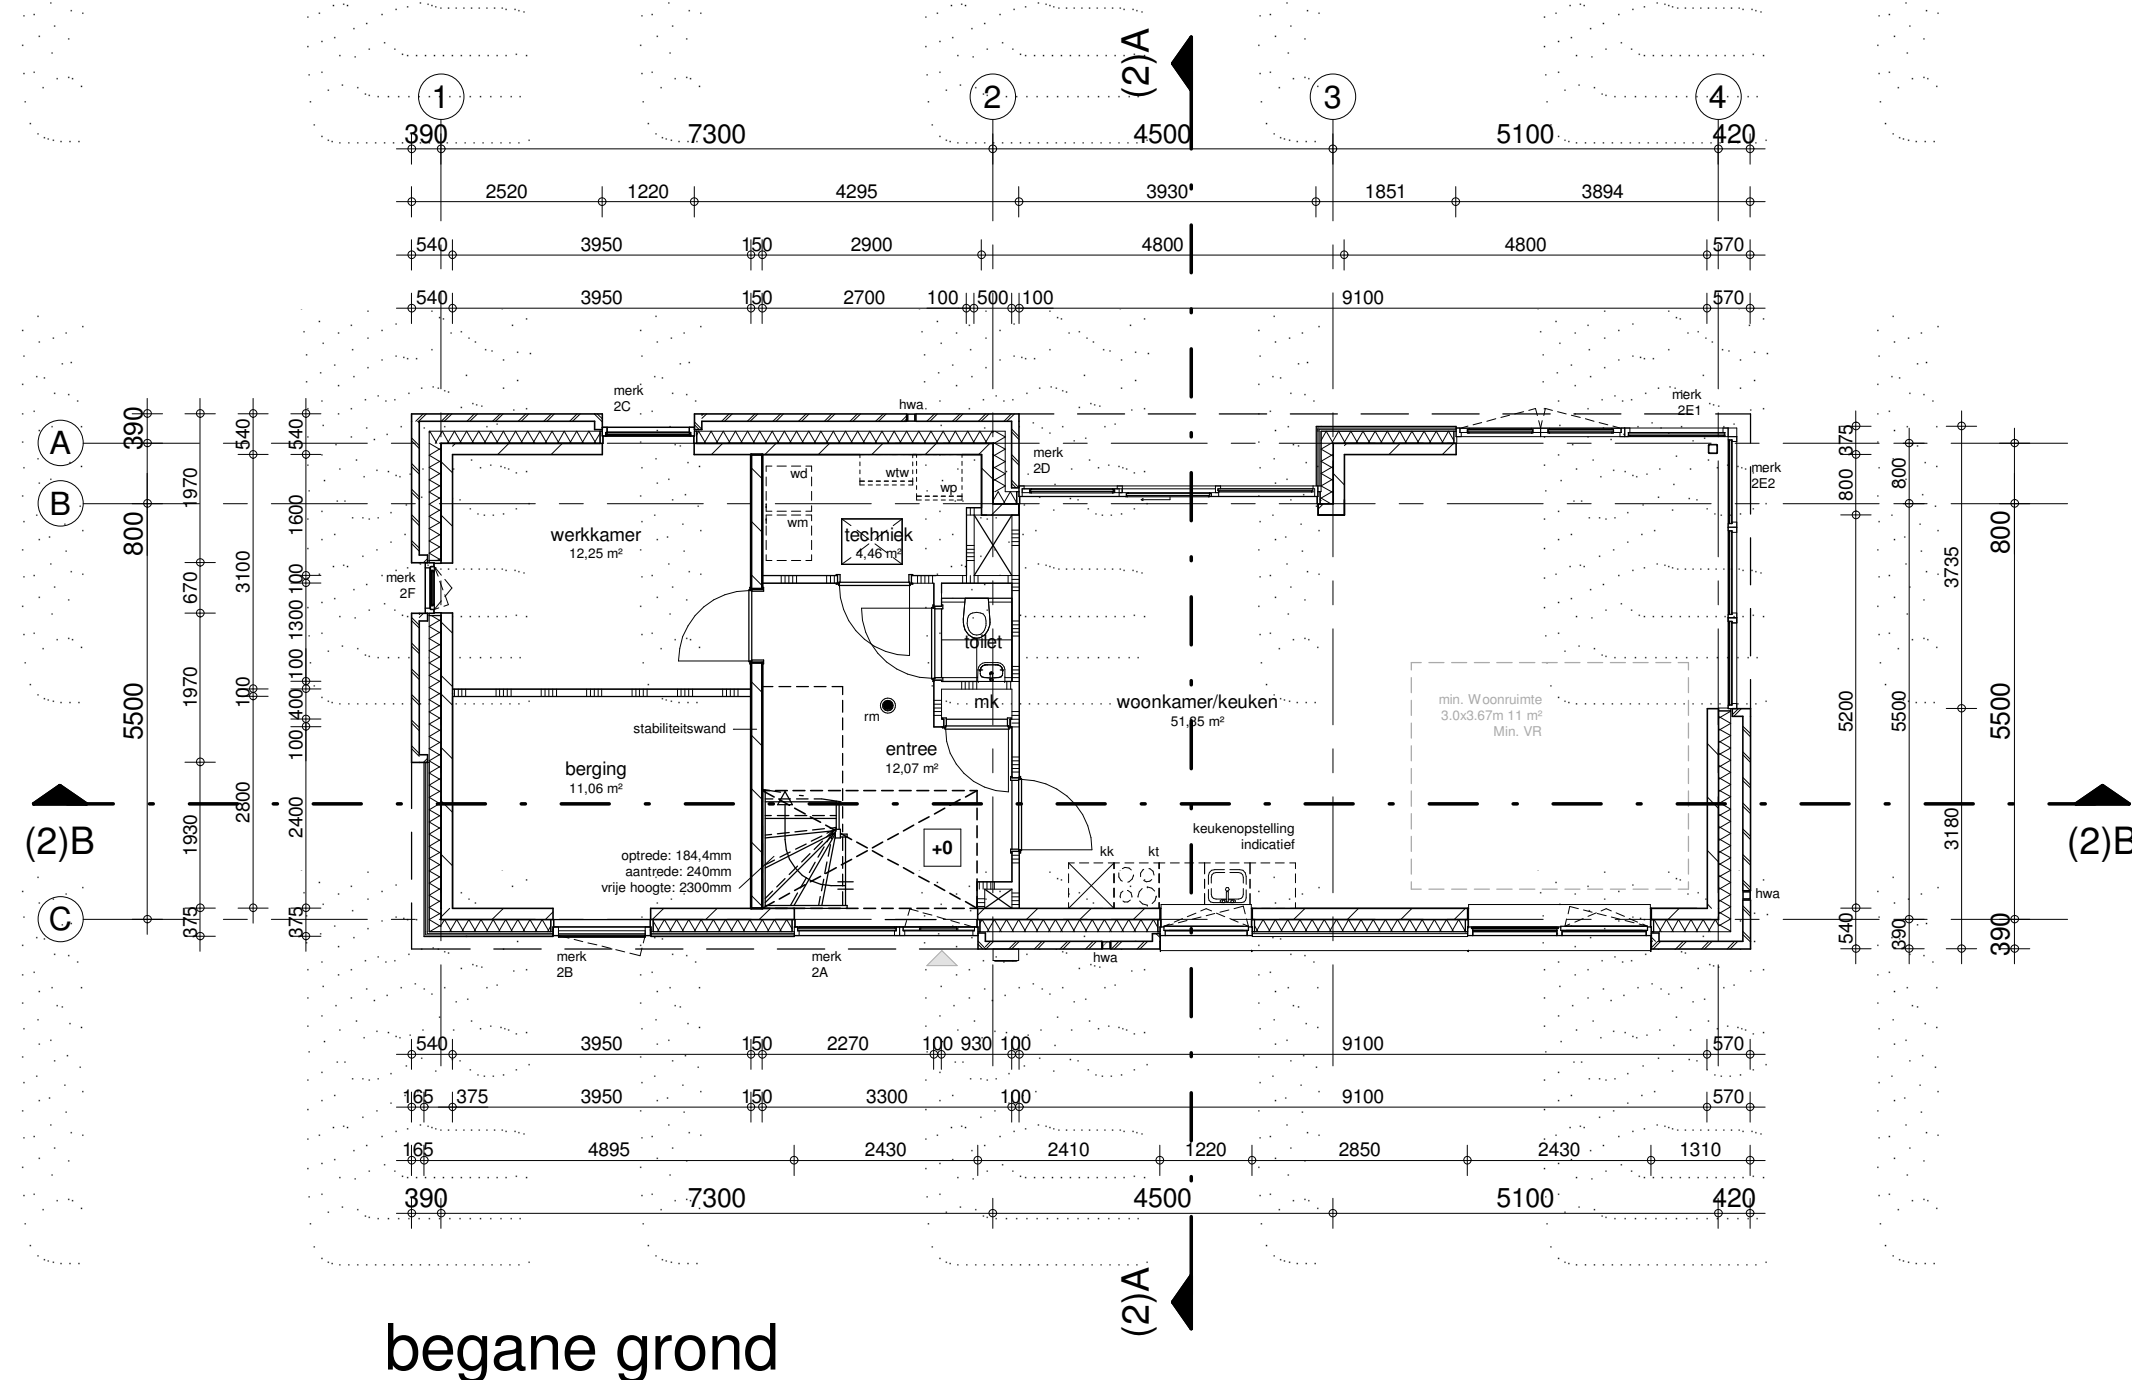 (2)A
1 2 3 4
390 7300 4500 5100 420
2520 1220 4295 3930 1851 3894
540 3950 150 2900 4800 4800 570
540 3950 150 2700 100 500 100 9100 570
merk
2C
hwa
merk
2E1
merk
2D
merk
2E2
A
B
C
390
800
5500
1970
670
1970
1930
375
540
3100
100
2800
540
1600
100
1300
100
400
100
2400
375
wd
wtw
wp
wm
werkkamer
12,25 m²
techniek
4,46 m²
merk
2F
toilet
mk
rm
stabiliteitswand
entree
12,07 m²
berging
11,06 m²
woonkamer/keuken
51,35 m²
min. Woonruimte
3.0x3.67m 11 m²
Min. VR
optrede: 184,4mm
aantrede: 240mm
vrije hoogte: 2300mm
+0
keukenopstelling
indicatief
kk kt
hwa
merk
2B
merk
2A
hwa
375
800
5200
540
800
5500
390
3735
3180
800
5500
390
(2)B
(2)B
540 3950 150 2270 100 930 100 9100 570
165 375 3950 150 3300 100 9100 570
165 4895 2430 2410 1220 2850 2430 1310
390 7300 4500 5100 420
(2)A
begane grond